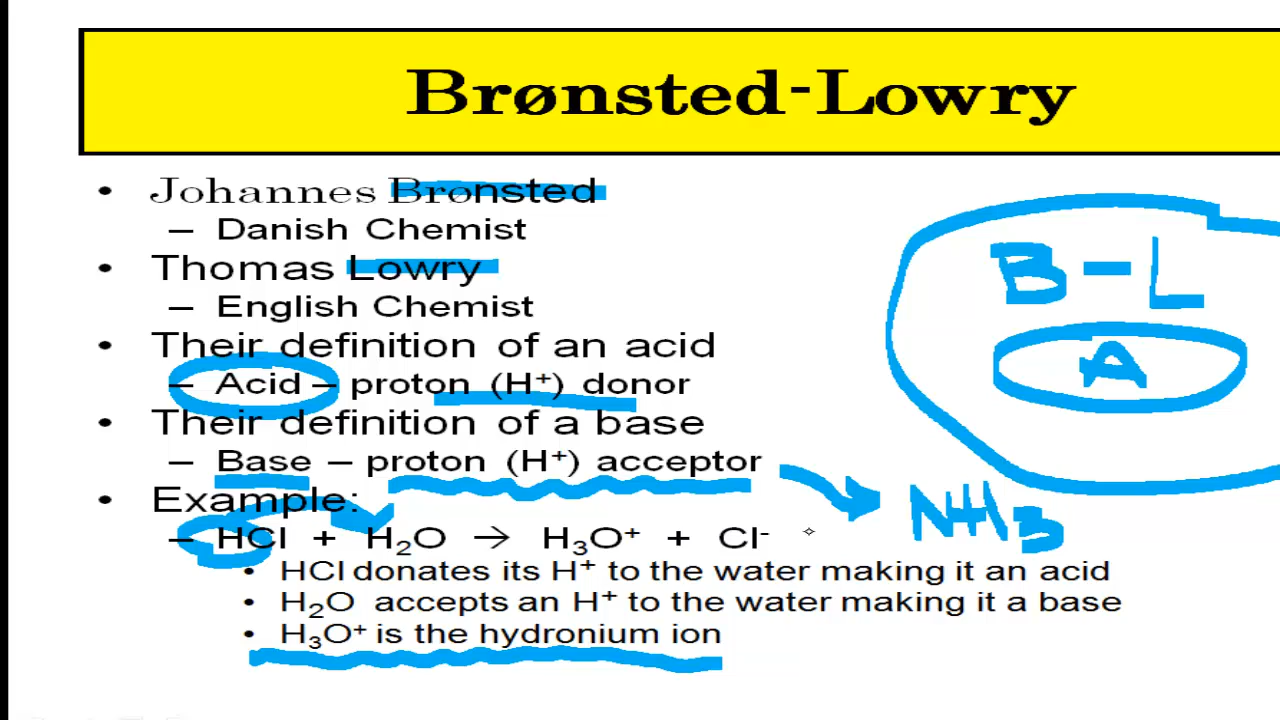 Brønsted-Lowry
• Johannes Brønsted
– Danish Chemist
• Thomas Lowry
– English Chemist
• Their definition of an acid
– Acid – proton (H⁺) donor
• Their definition of a base
– Base – proton (H⁺) acceptor
• Example:
– HCl + H₂O → H₃O⁺ + Cl⁻
• HCl donates its H⁺ to the water making it an acid
• H₂O accepts an H⁺ to the water making it a base
• H₃O⁺ is the hydronium ion
B – L
A
NH3